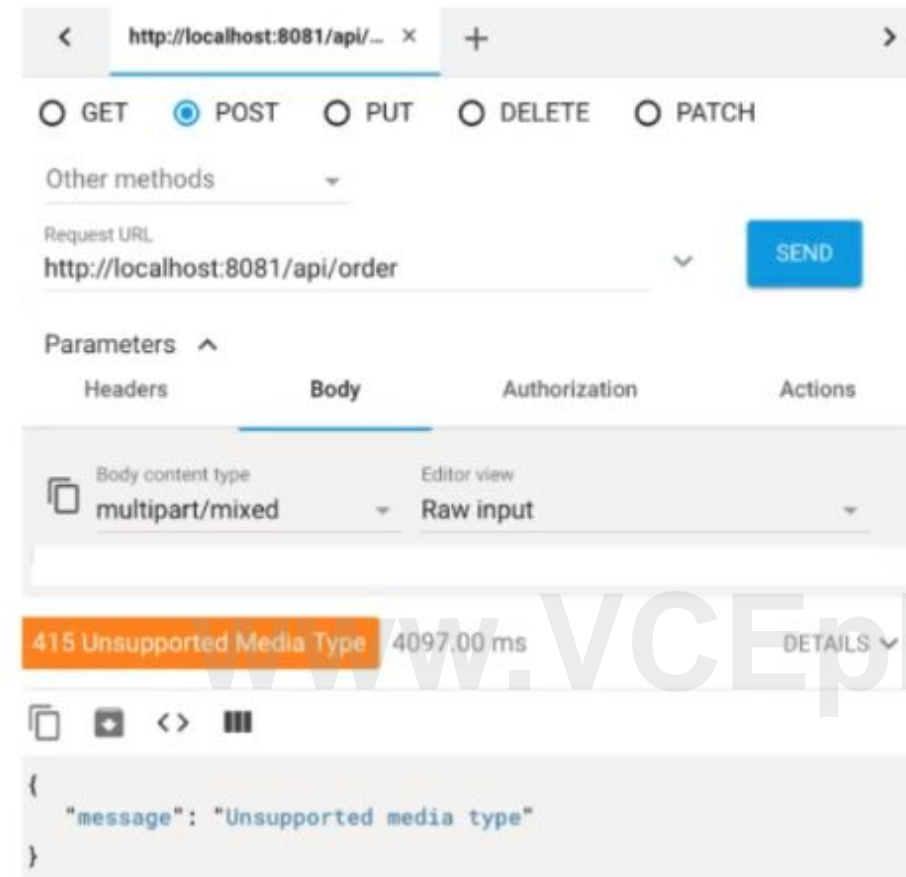 http://localhost:8081/api/... ×
GET POST PUT DELETE PATCH
Other methods
Request URL
http://localhost:8081/api/order
SEND
Parameters
Headers Body Authorization Actions
Body content type Editor view
multipart/mixed Raw input
415 Unsupported Media Type 4097.00 ms DETAILS
www.VCEpl
{
"message": "Unsupported media type"
}